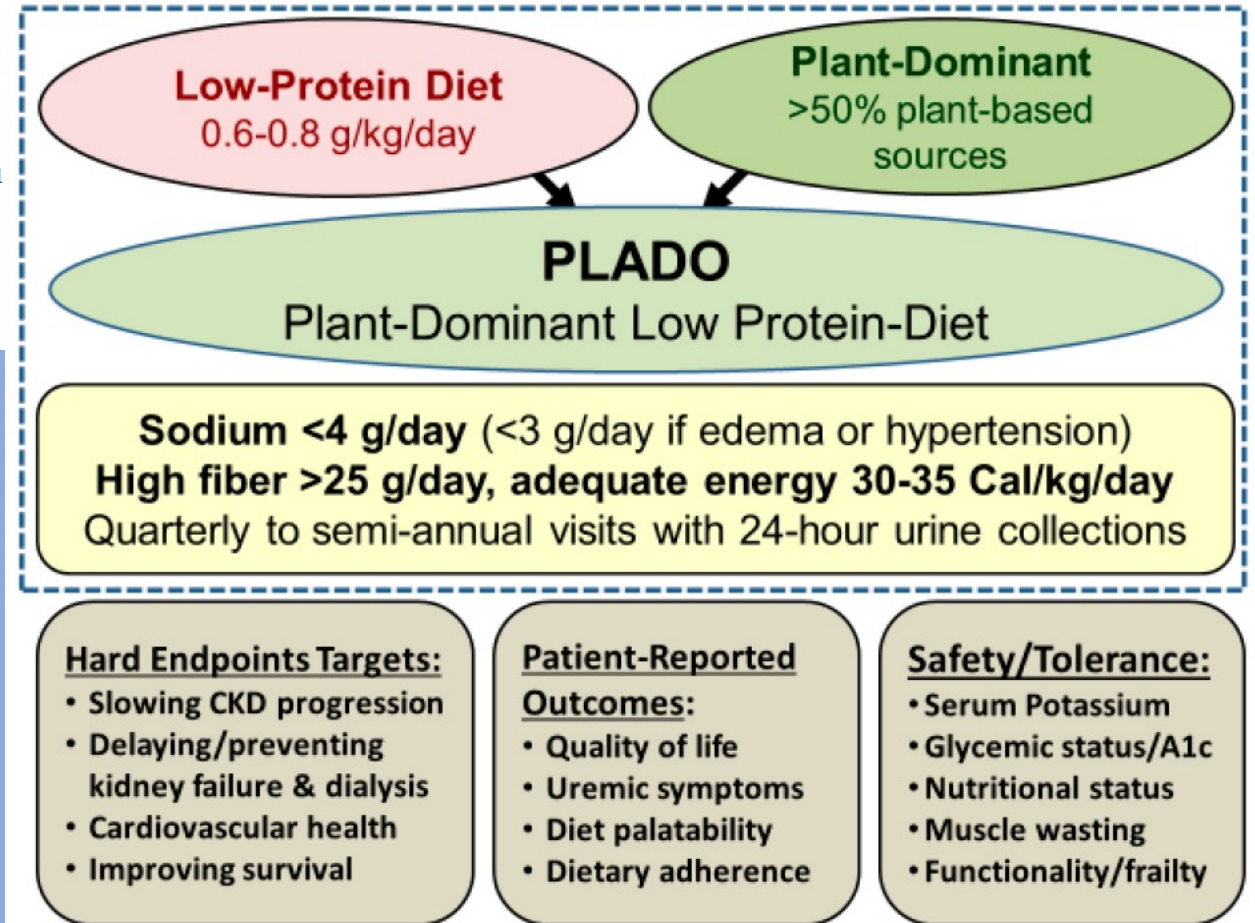 Low-Protein Diet
0.6-0.8 g/kg/day
Plant-Dominant
>50% plant-based
sources
PLADO
Plant-Dominant Low Protein-Diet
Sodium <4 g/day (<3 g/day if edema or hypertension)
High fiber >25 g/day, adequate energy 30-35 Cal/kg/day
Quarterly to semi-annual visits with 24-hour urine collections
Hard Endpoints Targets:
• Slowing CKD progression
• Delaying/preventing
kidney failure & dialysis
• Cardiovascular health
• Improving survival
Patient-Reported
Outcomes:
• Quality of life
• Uremic symptoms
• Diet palatability
• Dietary adherence
Safety/Tolerance:
• Serum Potassium
• Glycemic status/A1c
• Nutritional status
• Muscle wasting
• Functionality/frailty